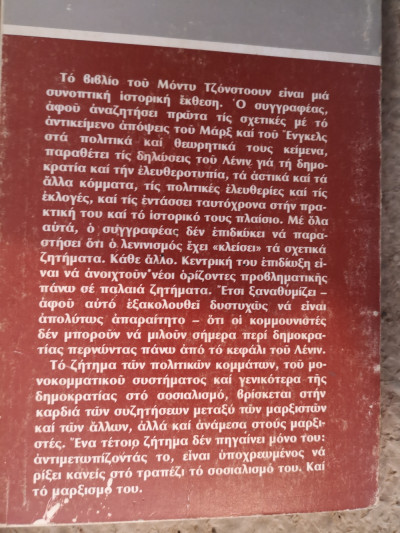 Τό βιβλίο τοῦ Μόντυ Τζόνστοουν εἶναι μιά
συνοπτική ἱστορική ἔκθεση. Ὁ συγγραφέας,
ἀφοῦ ἀναζητήσει πρῶτα τίς σχετικές μέ τό
ἀντικείμενο ἀπόψεις τοῦ Μάρξ καί τοῦ Ἔνγκελς
στά πολιτικά καί θεωρητικά τους κείμενα,
παραθέτει τίς δηλώσεις τοῦ Λένιν γιά τή δημο-
κρατία καί τήν ἐλευθεροτυπία, τά ἀστικά καί τά
ἄλλα κόμματα, τίς πολιτικές ἐλευθερίες καί τίς
ἐκλογές, καί τίς ἐντάσσει ταυτόχρονα στήν πρα-
κτική του καί τό ἱστορικό τους πλαίσιο. Μέ ὅλα
αὐτά, ὁ συγγραφέας δέν ἐπιδιώκει νά παρα-
στήσει ὅτι ὁ λενινισμός ἔχει «κλείσει» τά σχετικά
ζητήματα. Κάθε ἄλλο. Κεντρική του ἐπιδίωξη εἶ-
ναι νά ἀνοιχτοῦν νέοι ὁρίζοντες προβληματικῆς
πάνω σέ παλαιά ζητήματα. Ἔτσι ξαναθυμίζει –
ἀφοῦ αὐτό ἐξακολουθεῖ δυστυχῶς νά εἶναι
ἀπολύτως ἀπαραίτητο – ὅτι οἱ κομμουνιστές
δέν μποροῦν νά μιλοῦν σήμερα περί δημοκρα-
τίας περνώντας πάνω ἀπό τό κεφάλι τοῦ Λένιν.
Τό ζήτημα τῶν πολιτικῶν κομμάτων, τοῦ μο-
νοκομματικοῦ συστήματος καί γενικότερα τῆς
δημοκρατίας στό σοσιαλισμό, βρίσκεται στήν
καρδιά τῶν συζητήσεων μεταξύ τῶν μαρξιστῶν
καί τῶν ἄλλων, ἀλλά καί ἀνάμεσα στούς μαρξι-
στές. Ἕνα τέτοιο ζήτημα δέν πηγαίνει μόνο του:
ἀντιμετωπίζοντάς το, εἶναι ὑποχρεωμένος νά
ρίξει κανείς στό τραπέζι τό σοσιαλισμό του. Καί
τό μαρξισμό του.